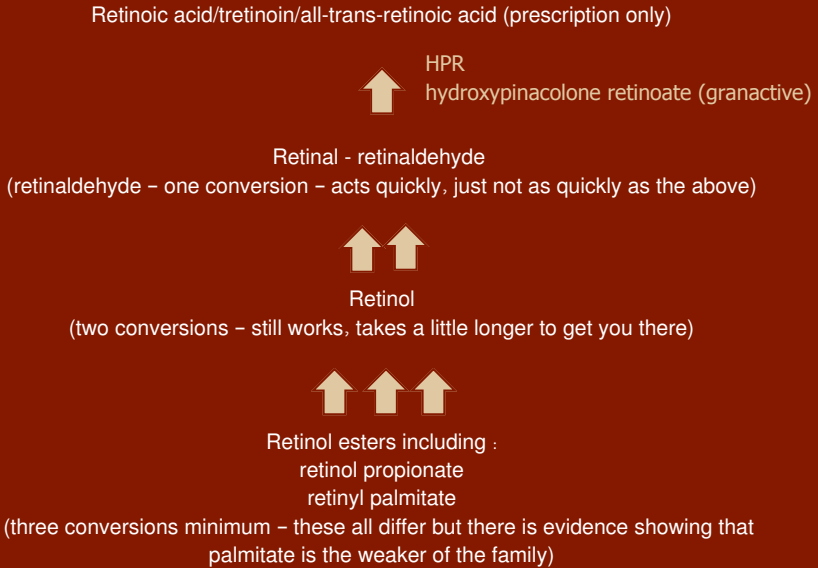 Retinoic acid/tretinoin/all-trans-retinoic acid (prescription only)
HPR
hydroxypinacolone retinoate (granactive)
Retinal - retinaldehyde
(retinaldehyde – one conversion – acts quickly, just not as quickly as the above)
Retinol
(two conversions – still works, takes a little longer to get you there)
Retinol esters including :
retinol propionate
retinyl palmitate
(three conversions minimum – these all differ but there is evidence showing that
palmitate is the weaker of the family)